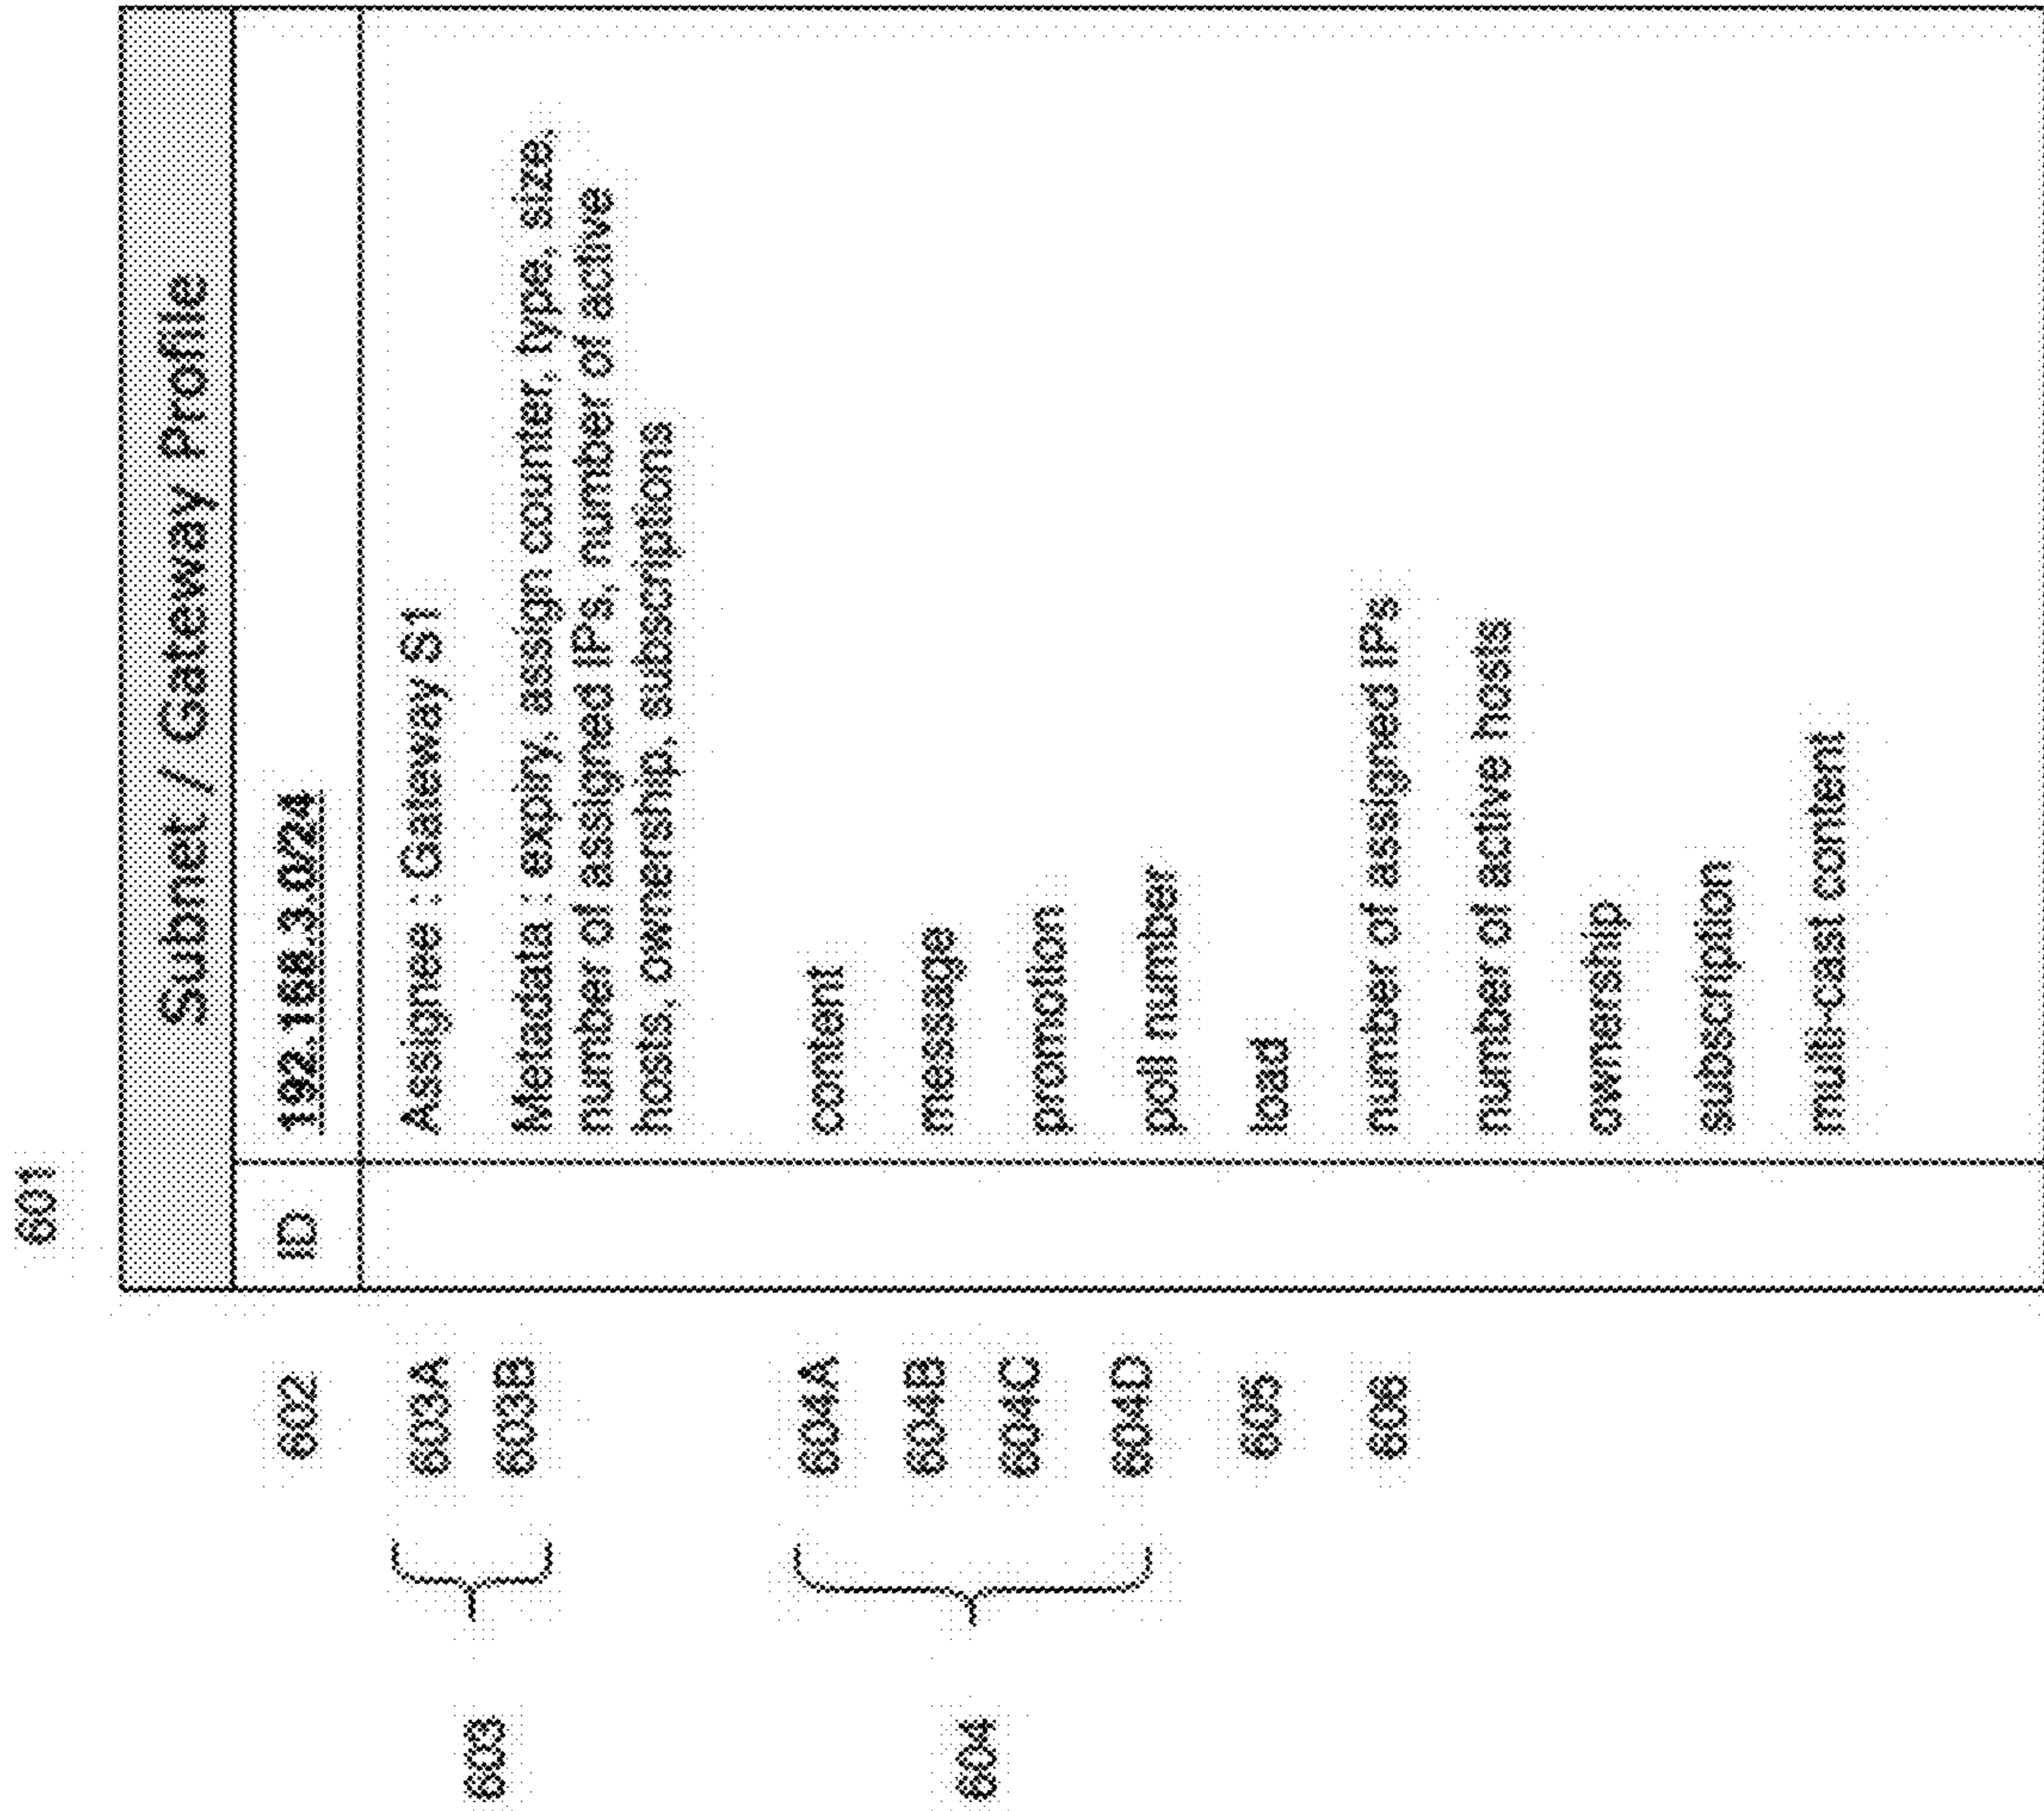 601
Subnet / Gateway Profile
602 ID 192.168.3.0/24
603 603A Assignee : Gateway S1
603B Metadata : expiry, assign counter, type, size,
number of assigned IPs, number of active
hosts, ownership, subscriptions
604 604A content
604B message
604C promotion
604D poll number
605 load
606 number of assigned IPs
number of active hosts
ownership
subscription
multi-cast content